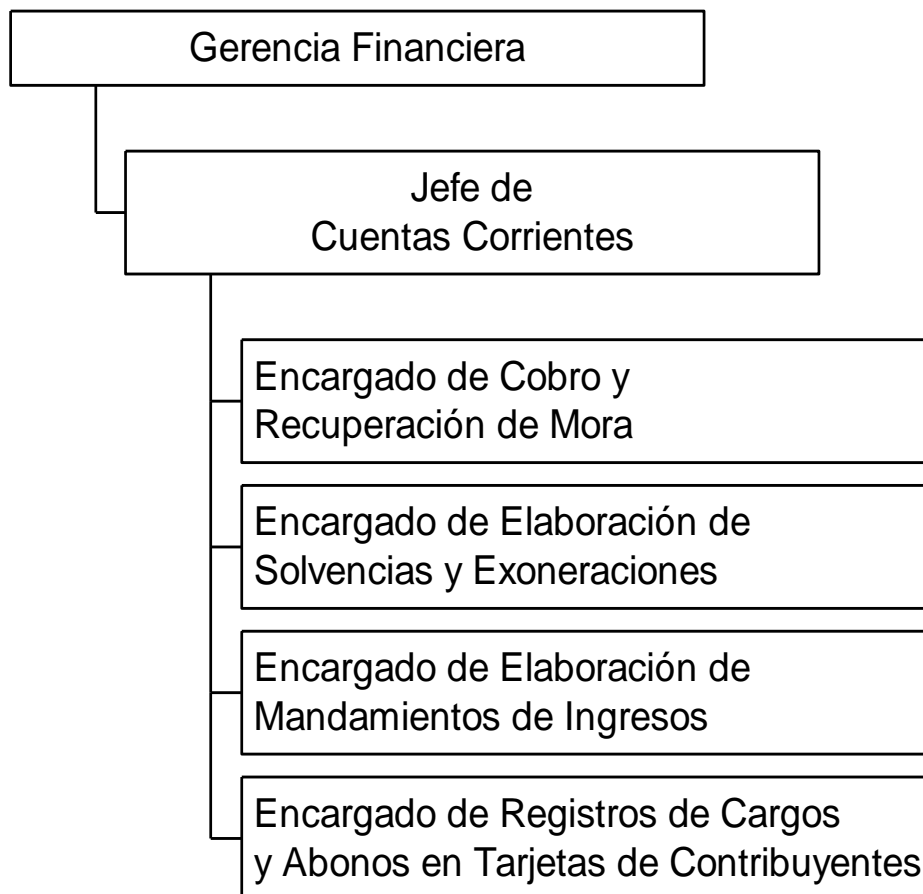 Gerencia Financiera
Jefe de
Cuentas Corrientes
Encargado de Cobro y
Recuperación de Mora
Encargado de Elaboración de
Solvencias y Exoneraciones
Encargado de Elaboración de
Mandamientos de Ingresos
Encargado de Registros de Cargos
y Abonos en Tarjetas de Contribuyentes